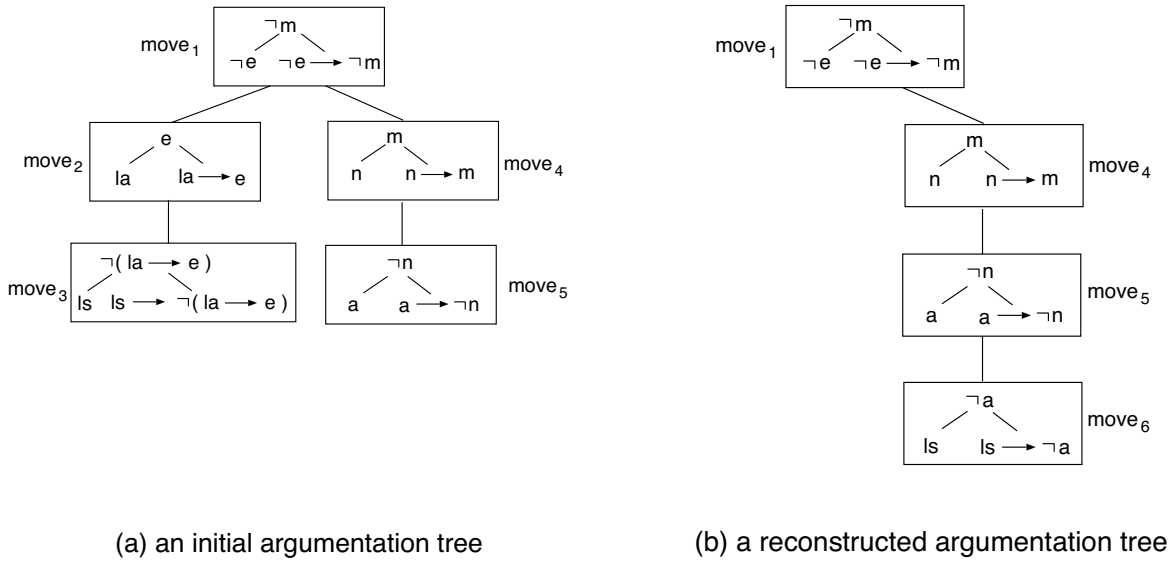 ¬m
move1
¬e ¬e → ¬m
e
move2
la la → e
m
move4
n n → m
¬( la → e )
move3
ls ls → ¬( la → e )
¬n
move5
a a → ¬n
(a) an initial argumentation tree
¬m
move1
¬e ¬e → ¬m
m
move4
n n → m
¬n
move5
a a → ¬n
¬a
move6
ls ls → ¬a
(b) a reconstructed argumentation tree